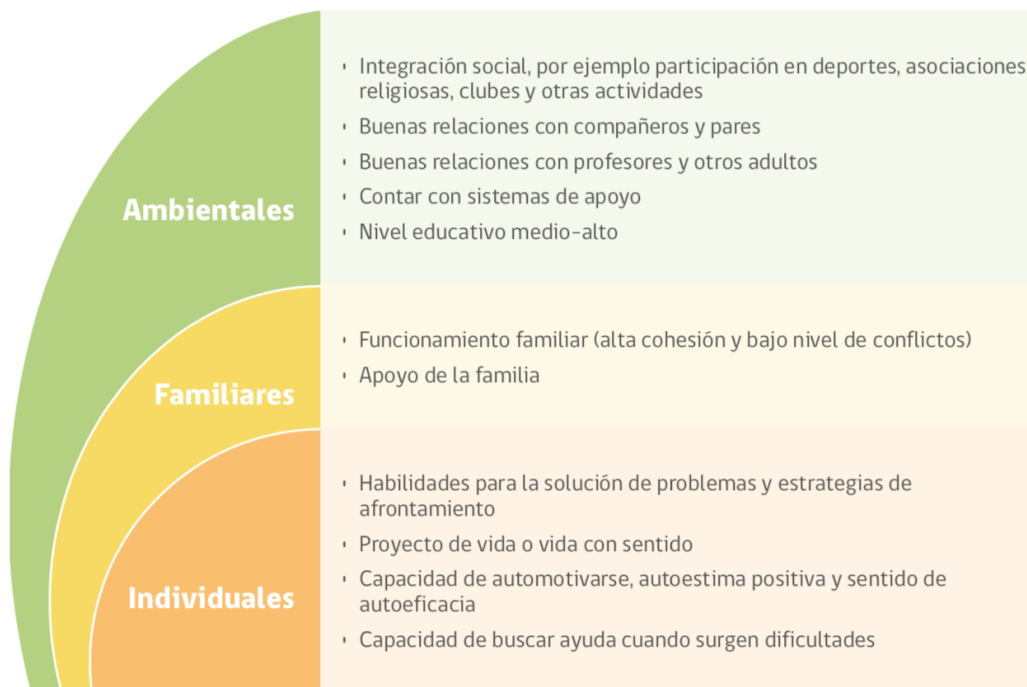 Ambientales
· Integración social, por ejemplo participación en deportes, asociaciones
religiosas, clubes y otras actividades
· Buenas relaciones con compañeros y pares
· Buenas relaciones con profesores y otros adultos
· Contar con sistemas de apoyo
· Nivel educativo medio-alto
Familiares
· Funcionamiento familiar (alta cohesión y bajo nivel de conflictos)
· Apoyo de la familia
Individuales
· Habilidades para la solución de problemas y estrategias de
afrontamiento
· Proyecto de vida o vida con sentido
· Capacidad de automotivarse, autoestima positiva y sentido de
autoeficacia
· Capacidad de buscar ayuda cuando surgen dificultades